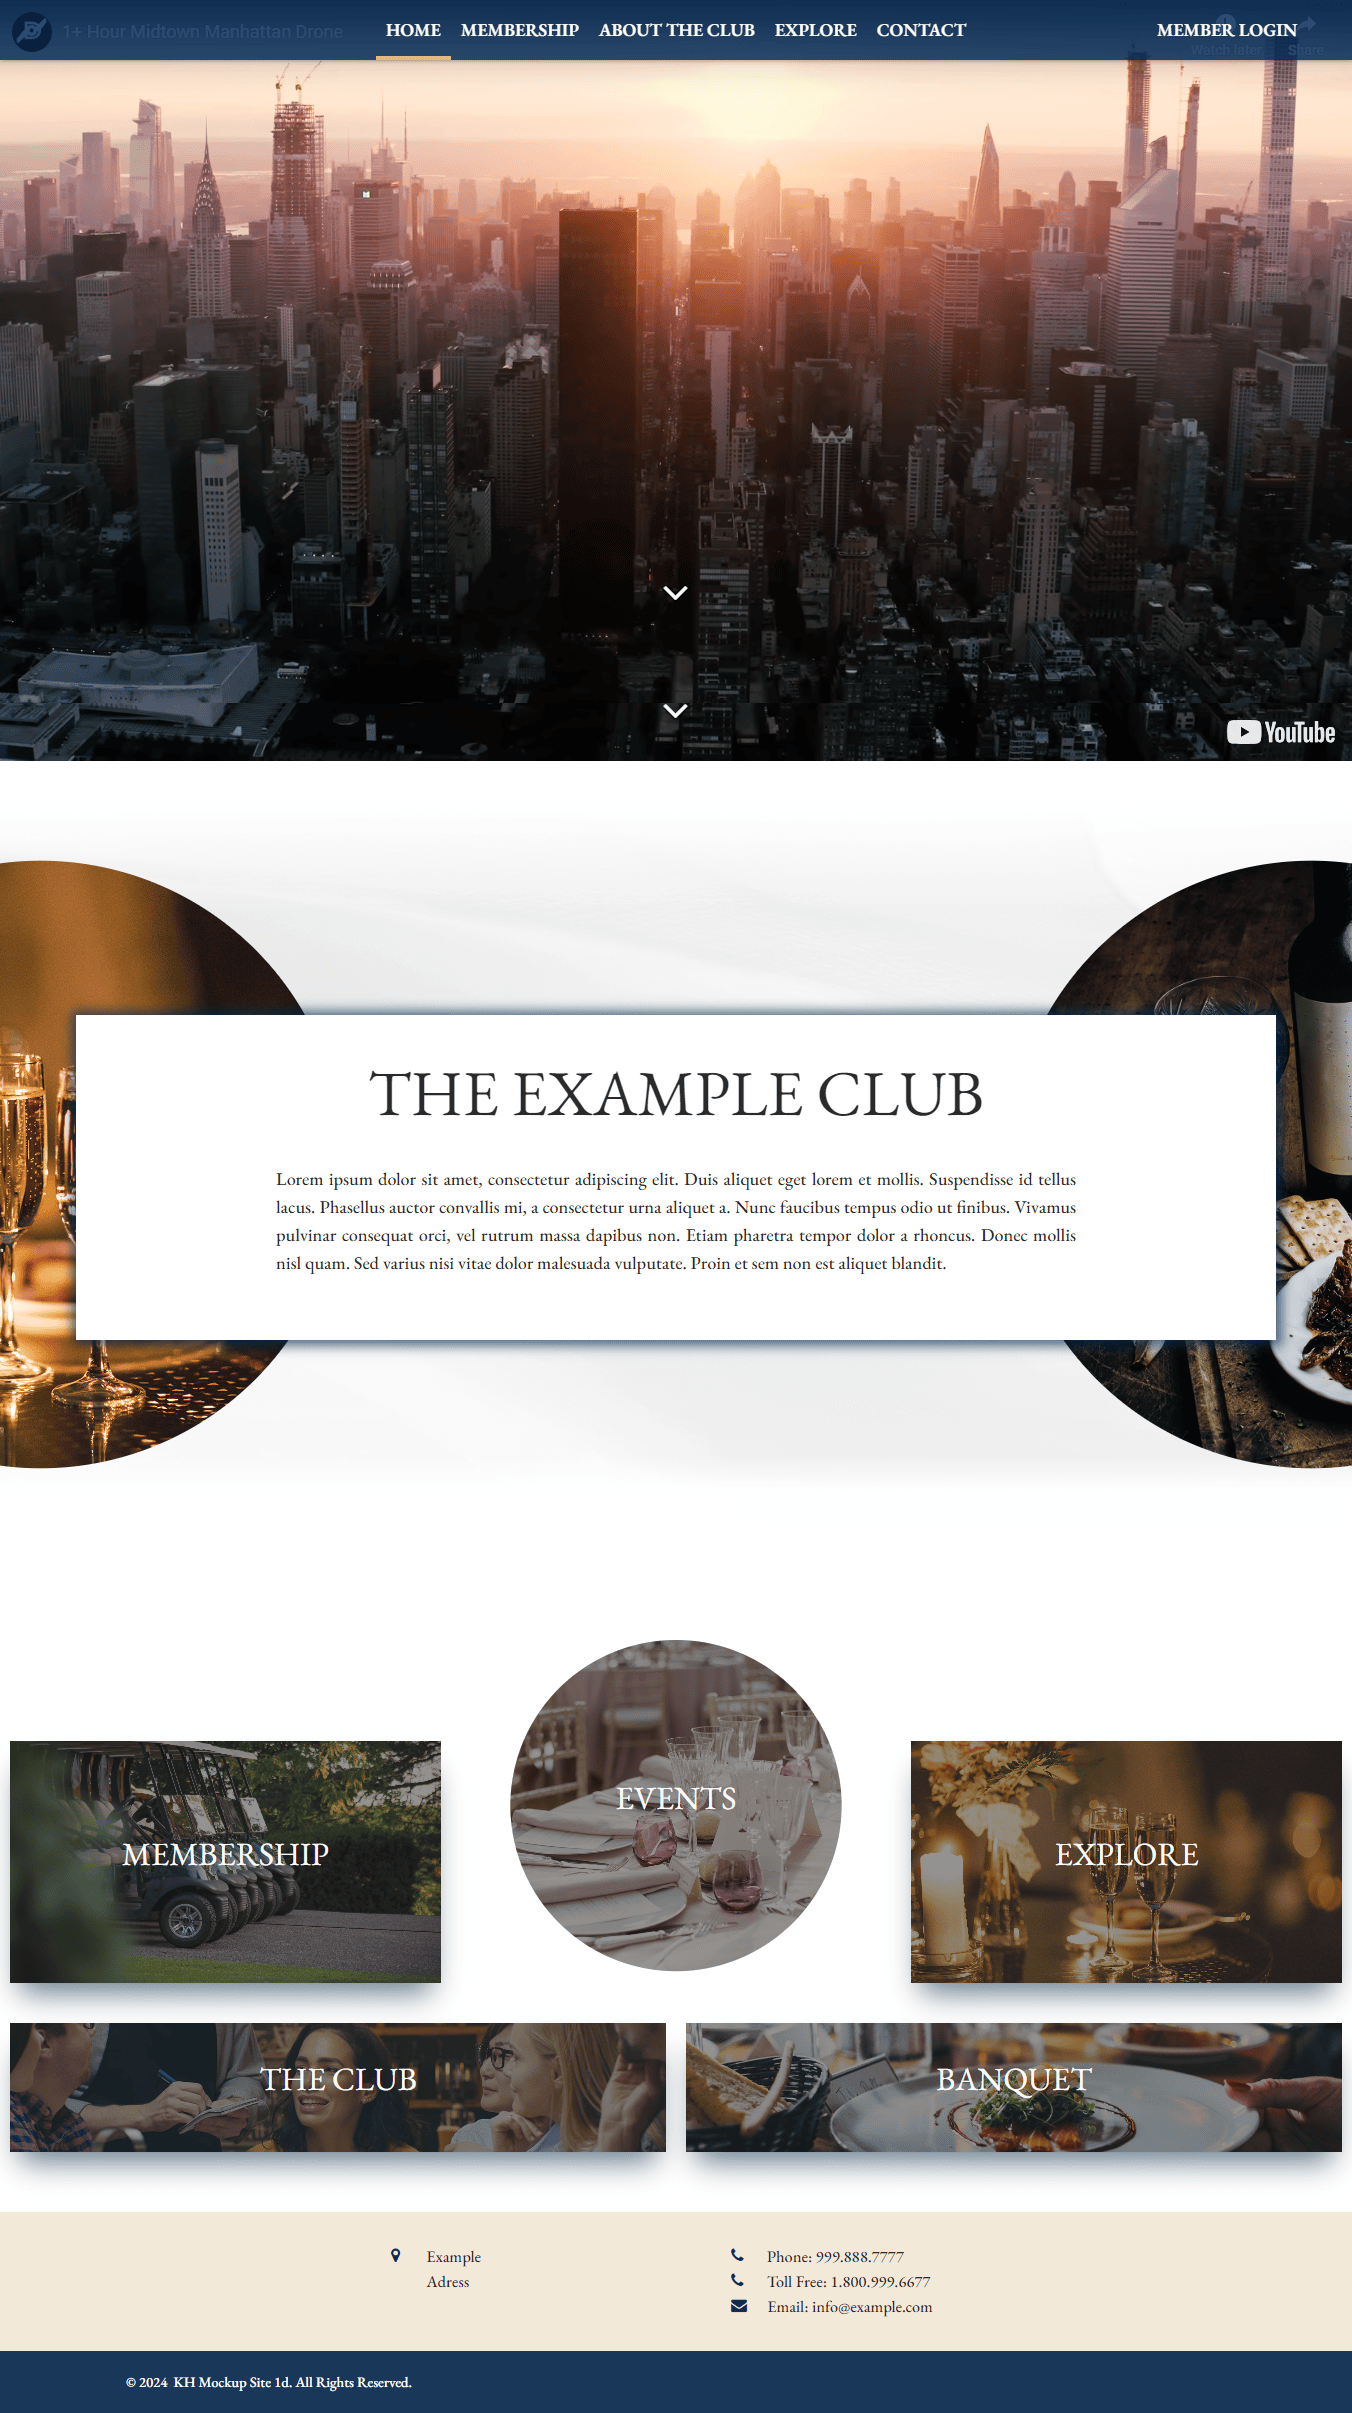 1+ Hour Midtown Manhattan Drone
HOME MEMBERSHIP ABOUT THE CLUB EXPLORE CONTACT
MEMBER LOGIN
Watch later Share
YouTube
THE EXAMPLE CLUB
Lorem ipsum dolor sit amet, consectetur adipiscing elit. Duis aliquet eget lorem et mollis. Suspendisse id tellus
lacus. Phasellus auctor convallis mi, a consectetur urna aliquet a. Nunc faucibus tempus odio ut finibus. Vivamus
pulvinar consequat orci, vel rutrum massa dapibus non. Etiam pharetra tempor dolor a rhoncus. Donec mollis
nisl quam. Sed varius nisi vitae dolor malesuada vulputate. Proin et sem non est aliquet blandit.
EVENTS
MEMBERSHIP
EXPLORE
THE CLUB
BANQUET
Example
Adress
Phone: 999.888.7777
Toll Free: 1.800.999.6677
Email: info@example.com
© 2024 KH Mockup Site 1d. All Rights Reserved.